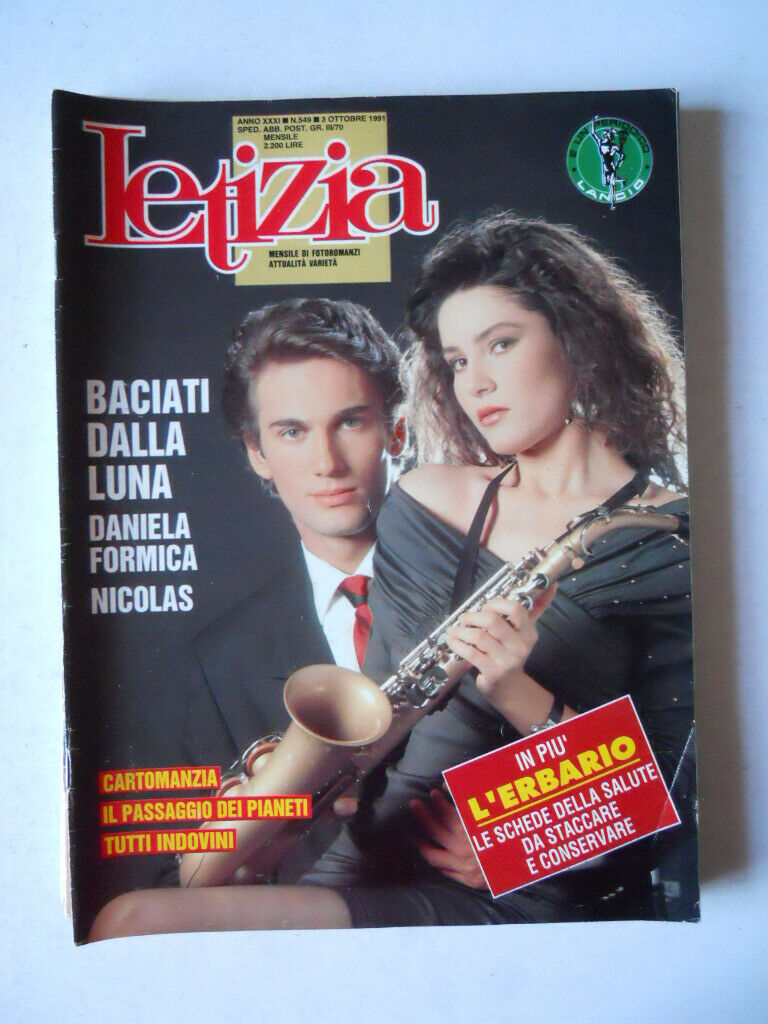 ANNO XXXI ■ N.549 ■ 3 OTTOBRE 1991
SPED. ABB. POST. GR. III/70
MENSILE
2.200 LIRE
Letizia
MENSILE DI FOTOROMANZI
ATTUALITÀ VARIETÀ
È UN PERIODICO
LANCIO
BACIATI
DALLA
LUNA
DANIELA
FORMICA
NICOLAS
CARTOMANZIA
IL PASSAGGIO DEI PIANETI
TUTTI INDOVINI
IN PIU'
L'ERBARIO
LE SCHEDE DELLA SALUTE
DA STACCARE
E CONSERVARE